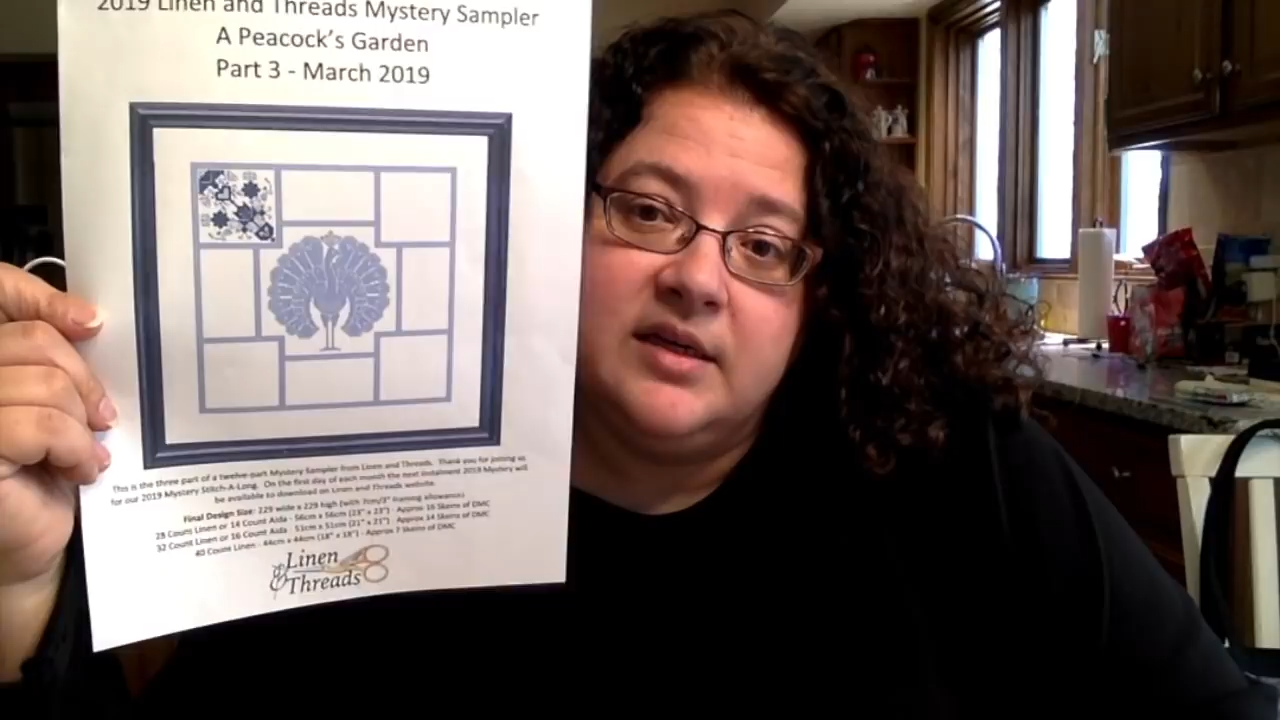 2019 Linen and Threads Mystery Sampler
A Peacock's Garden
Part 3 - March 2019
This is the three part of a twelve-part Mystery Sampler from Linen and Threads. Thank you for joining us
for our 2019 Mystery Stitch-A-Long. On the first day of each month the next instalment 2019 Mystery will
be available to download on Linen and Threads website.
Final Design Size: 229 wide x 229 high (with 7cm/3" framing allowance)
28 Count Linen or 14 Count Aida - 56cm x 56cm (23" x 23") - Approx 16 Skeins of DMC
32 Count Linen or 16 Count Aida - 51cm x 51cm (21" x 21") - Approx 14 Skeins of DMC
40 Count Linen - 44cm x 44cm (18" x 18") - Approx 7 Skeins of DMC
Linen
& Threads